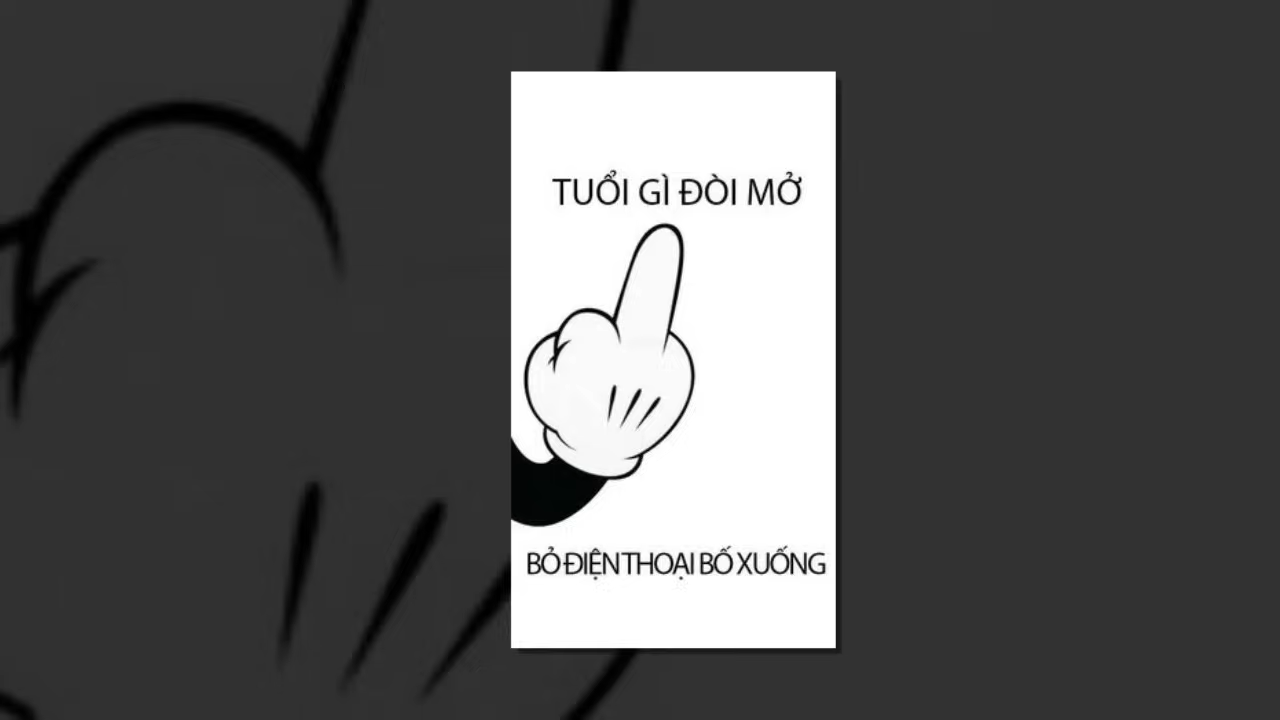 TUỔI GÌ ĐÒI MỞ
BỎ ĐIỆN THOẠI BỐ XUỐNG